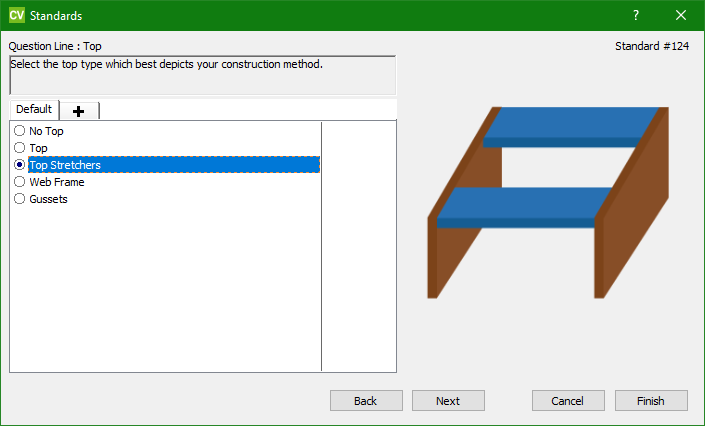 CV Standards ?
Question Line : Top
Standard #124
Select the top type which best depicts your construction method.
Default
No Top
Top
Top Stretchers
Web Frame
Gussets
Back Next Cancel Finish